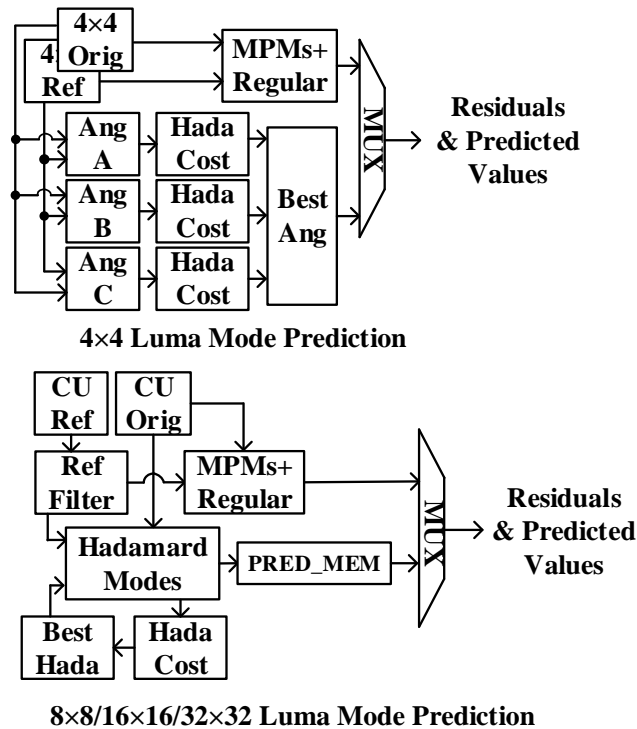 4×4
Orig
4×
Ref
MPMs+
Regular
MUX
Residuals
& Predicted
Values
Ang
A
Hada
Cost
Ang
B
Hada
Cost
Best
Ang
Ang
C
Hada
Cost
4×4 Luma Mode Prediction
CU
Ref
CU
Orig
Ref
Filter
MPMs+
Regular
MUX
Residuals
& Predicted
Values
Hadamard
Modes
PRED_MEM
Best
Hada
Hada
Cost
8×8/16×16/32×32 Luma Mode Prediction